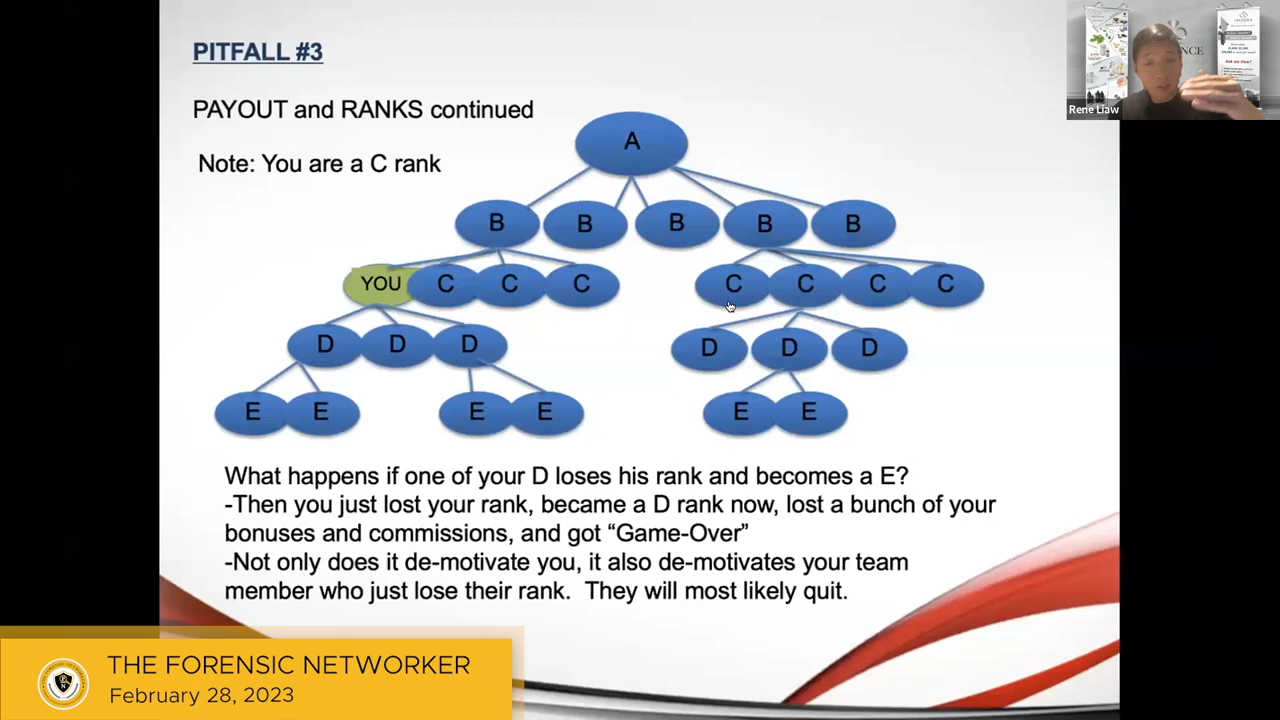 PITFALL #3
PAYOUT and RANKS continued
Note: You are a C rank
A
B B B B B
YOU C C C C C C C
D D D D D D
E E E E E E
What happens if one of your D loses his rank and becomes a E?
-Then you just lost your rank, became a D rank now, lost a bunch of your
bonuses and commissions, and got “Game-Over”
-Not only does it de-motivate you, it also de-motivates your team
member who just lose their rank.  They will most likely quit.
Rene Liaw
Ask me How?
THE FORENSIC NETWORKER
February 28, 2023